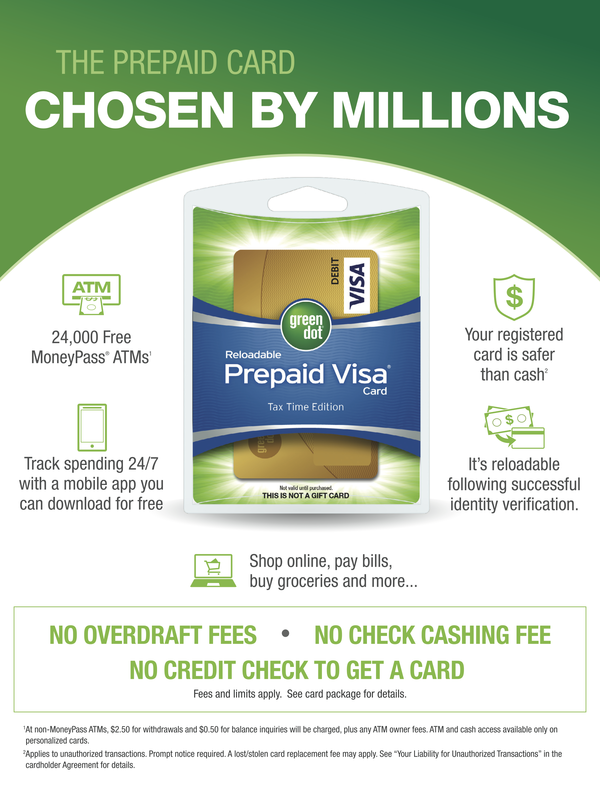 THE PREPAID CARD
CHOSEN BY MILLIONS
ATM
24,000 Free
MoneyPass® ATMs¹
Track spending 24/7
with a mobile app you
can download for free
DEBIT
VISA
green
dot
Reloadable
Prepaid Visa®
Card
Tax Time Edition
green
dot
Not valid until purchased.
THIS IS NOT A GIFT CARD
$
Your registered
card is safer
than cash²
$
It’s reloadable
following successful
identity verification.
Shop online, pay bills,
buy groceries and more...
NO OVERDRAFT FEES • NO CHECK CASHING FEE
NO CREDIT CHECK TO GET A CARD
Fees and limits apply. See card package for details.
¹At non-MoneyPass ATMs, $2.50 for withdrawals and $0.50 for balance inquiries will be charged, plus any ATM owner fees. ATM and cash access available only on
personalized cards.
²Applies to unauthorized transactions. Prompt notice required. A lost/stolen card replacement fee may apply. See “Your Liability for Unauthorized Transactions” in the
cardholder Agreement for details.